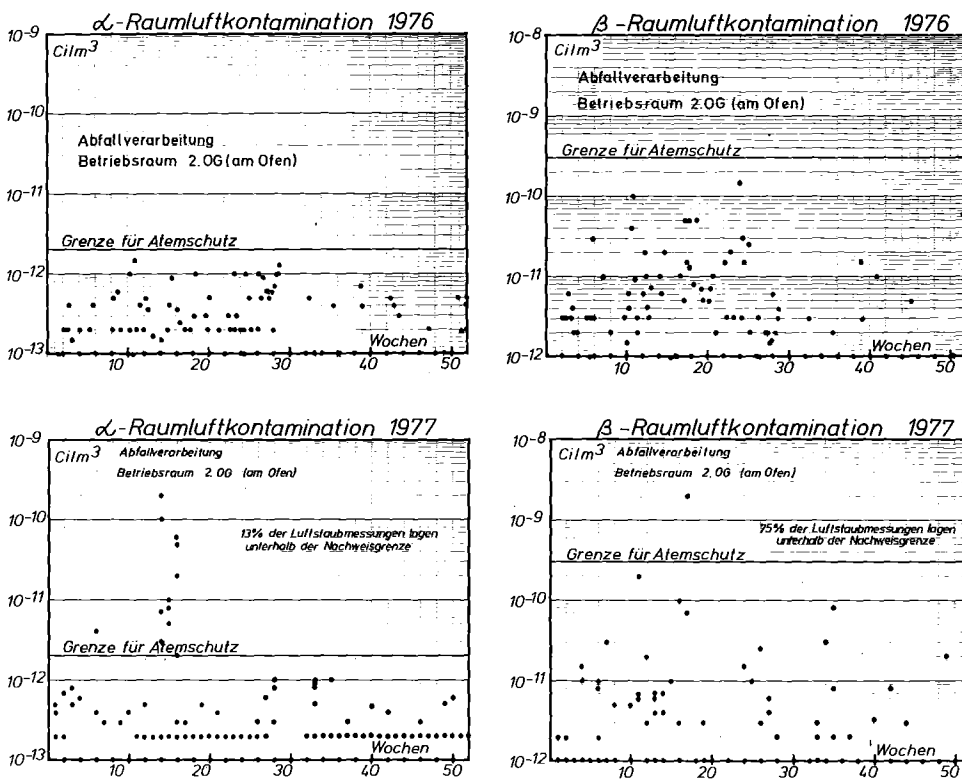 α-Raumluftkontamination 1976
10⁻⁹
Ci/m³
10⁻¹⁰
Abfallverarbeitung
Betriebsraum 2.OG (am Ofen)
10⁻¹¹
Grenze für Atemschutz
10⁻¹²
Wochen
10⁻¹³
10 20 30 40 50
β-Raumluftkontamination 1976
10⁻⁸
Ci/m³
Abfallverarbeitung
Betriebsraum 2.OG (am Ofen)
10⁻⁹
Grenze für Atemschutz
10⁻¹⁰
10⁻¹¹
Wochen
10⁻¹²
10 20 30 40 50
α-Raumluftkontamination 1977
10⁻⁹
Ci/m³ Abfallverarbeitung
Betriebsraum 2.OG (am Ofen)
10⁻¹⁰
13% der Luftstaubmessungen lagen
unterhalb der Nachweisgrenze
10⁻¹¹
Grenze für Atemschutz
10⁻¹²
Wochen
10⁻¹³
10 20 30 40 50
β-Raumluftkontamination 1977
10⁻⁸
Ci/m³ Abfallverarbeitung
Betriebsraum 2.OG (am Ofen)
10⁻⁹
75% der Luftstaubmessungen lagen
unterhalb der Nachweisgrenze
Grenze für Atemschutz
10⁻¹⁰
10⁻¹¹
Wochen
10⁻¹²
10 20 30 40 50